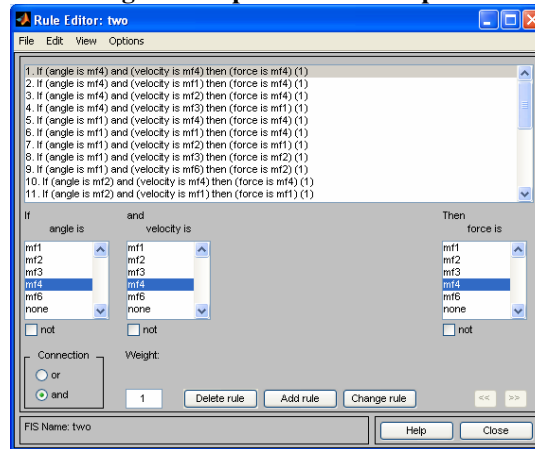 Rule Editor: two
File Edit View Options
1. If (angle is mf4) and (velocity is mf4) then (force is mf4) (1)
2. If (angle is mf4) and (velocity is mf1) then (force is mf4) (1)
3. If (angle is mf4) and (velocity is mf2) then (force is mf4) (1)
4. If (angle is mf4) and (velocity is mf3) then (force is mf1) (1)
5. If (angle is mf1) and (velocity is mf4) then (force is mf4) (1)
6. If (angle is mf1) and (velocity is mf1) then (force is mf4) (1)
7. If (angle is mf1) and (velocity is mf2) then (force is mf1) (1)
8. If (angle is mf1) and (velocity is mf3) then (force is mf2) (1)
9. If (angle is mf1) and (velocity is mf6) then (force is mf2) (1)
10. If (angle is mf2) and (velocity is mf4) then (force is mf4) (1)
11. If (angle is mf2) and (velocity is mf1) then (force is mf1) (1)
If and Then
angle is velocity is force is
mf1 mf1 mf1
mf2 mf2 mf2
mf3 mf3 mf3
mf4 mf4 mf4
mf6 mf6 mf6
none none none
not not not
Connection Weight:
or
and 1 Delete rule Add rule Change rule << >>
FIS Name: two Help Close